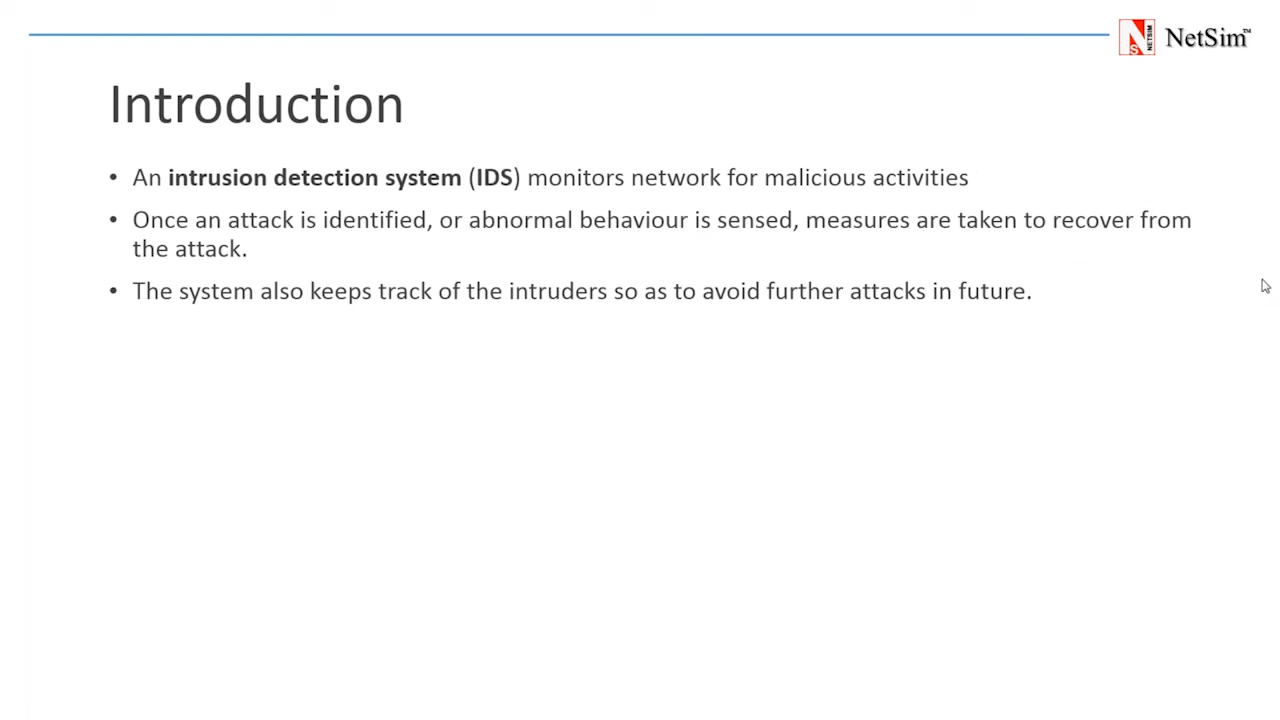 NetSim™
Introduction
• An intrusion detection system (IDS) monitors network for malicious activities
• Once an attack is identified, or abnormal behaviour is sensed, measures are taken to recover from
the attack.
• The system also keeps track of the intruders so as to avoid further attacks in future.
N
S
NETSIM